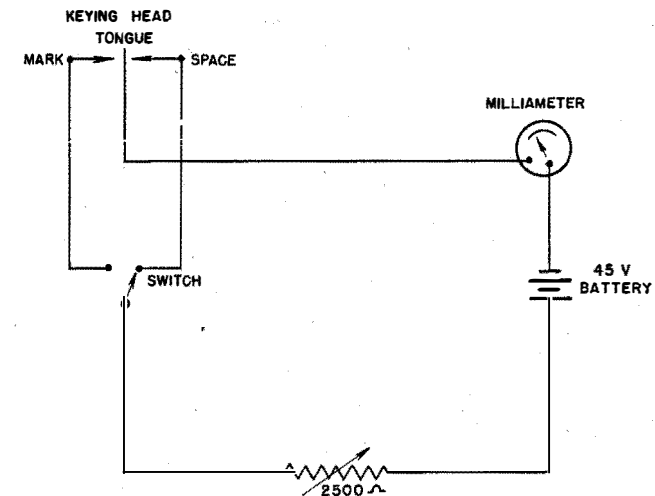 KEYING HEAD
TONGUE
MARK
SPACE
MILLIAMETER
SWITCH
45 V
BATTERY
2500 Ω